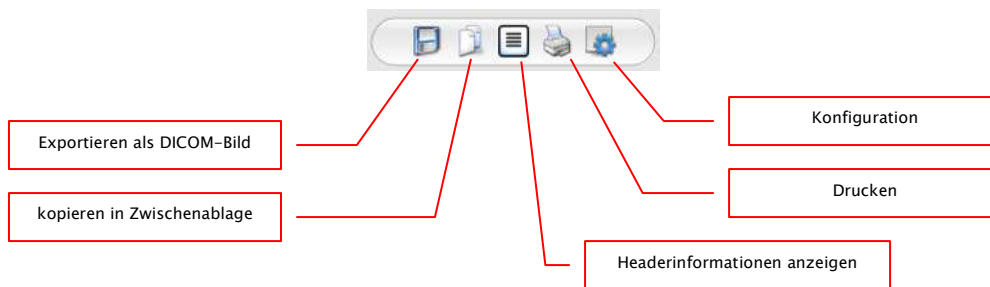 Exportieren als DICOM-Bild
kopieren in Zwischenablage
Konfiguration
Drucken
Headerinformationen anzeigen